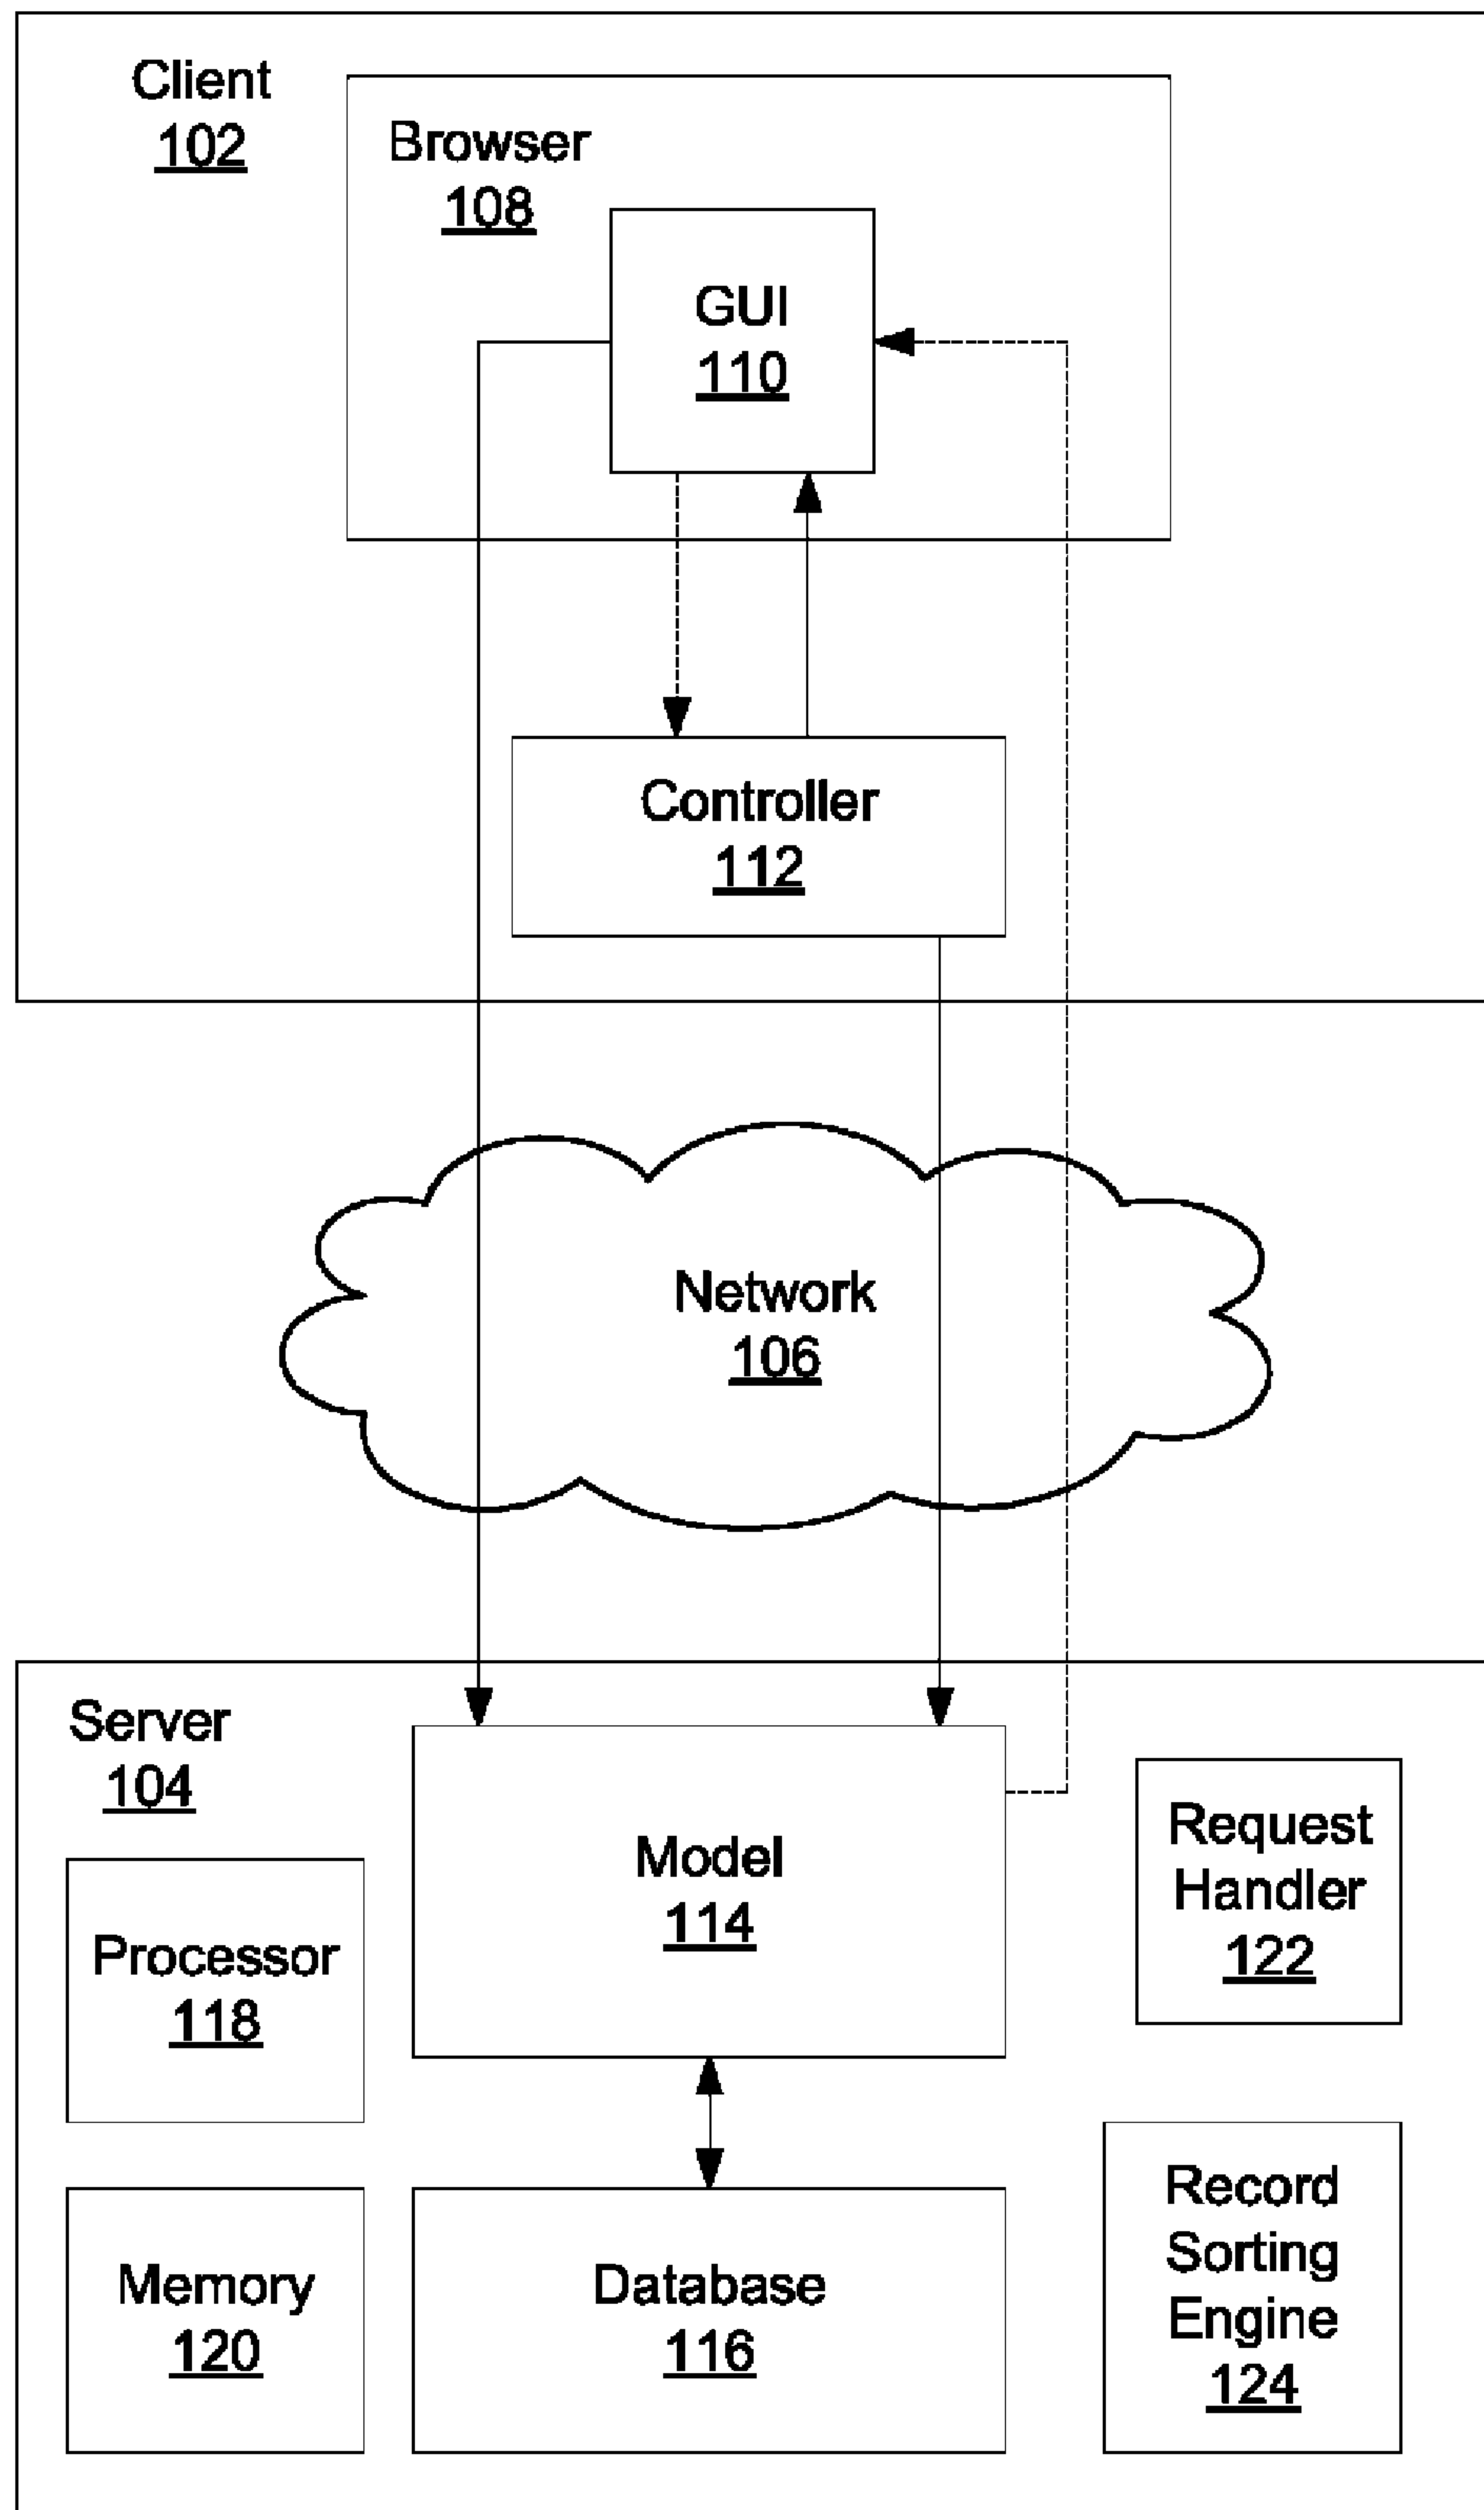 Client
102
Browser
108
GUI
110
Controller
112
Network
106
Server
104
Model
114
Request
Handler
122
Processor
118
Record
Sorting
Engine
124
Memory
120
Database
116